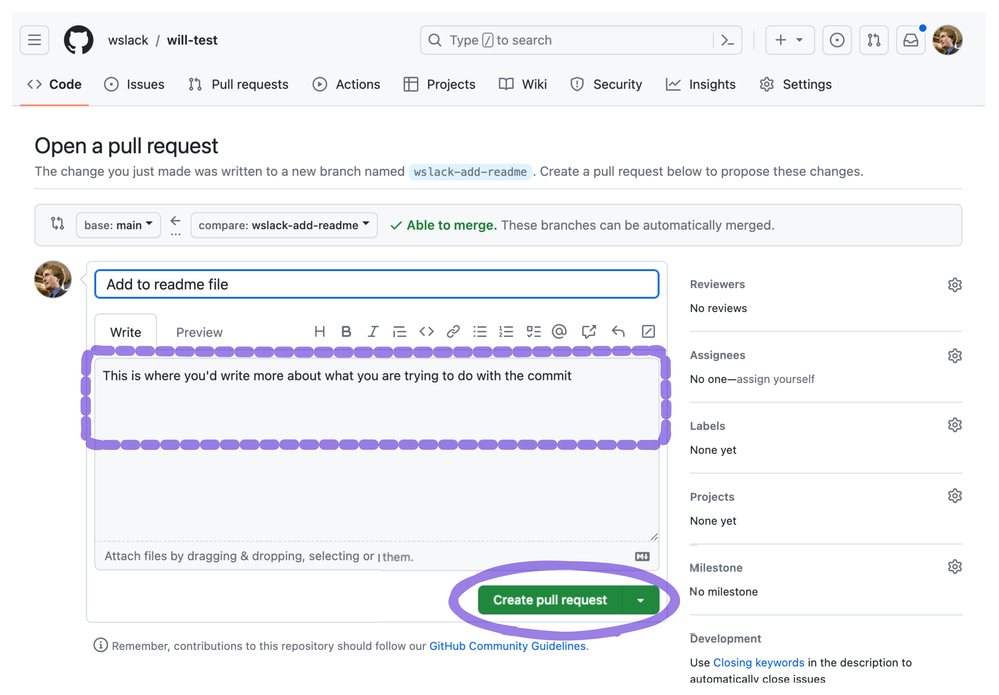 wslack / will-test
Type / to search
Code Issues Pull requests Actions Projects Wiki Security Insights Settings
Open a pull request
The change you just made was written to a new branch named wslack-add-readme. Create a pull request below to propose these changes.
base: main ← compare: wslack-add-readme ✓ Able to merge. These branches can be automatically merged.
...
Add to readme file
Write Preview
This is where you'd write more about what you are trying to do with the commit
Attach files by dragging & dropping, selecting or them.
Create pull request
Remember, contributions to this repository should follow our GitHub Community Guidelines.
Reviewers
No reviews
Assignees
No one—assign yourself
Labels
None yet
Projects
None yet
Milestone
No milestone
Development
Use Closing keywords in the description to
automatically close issues